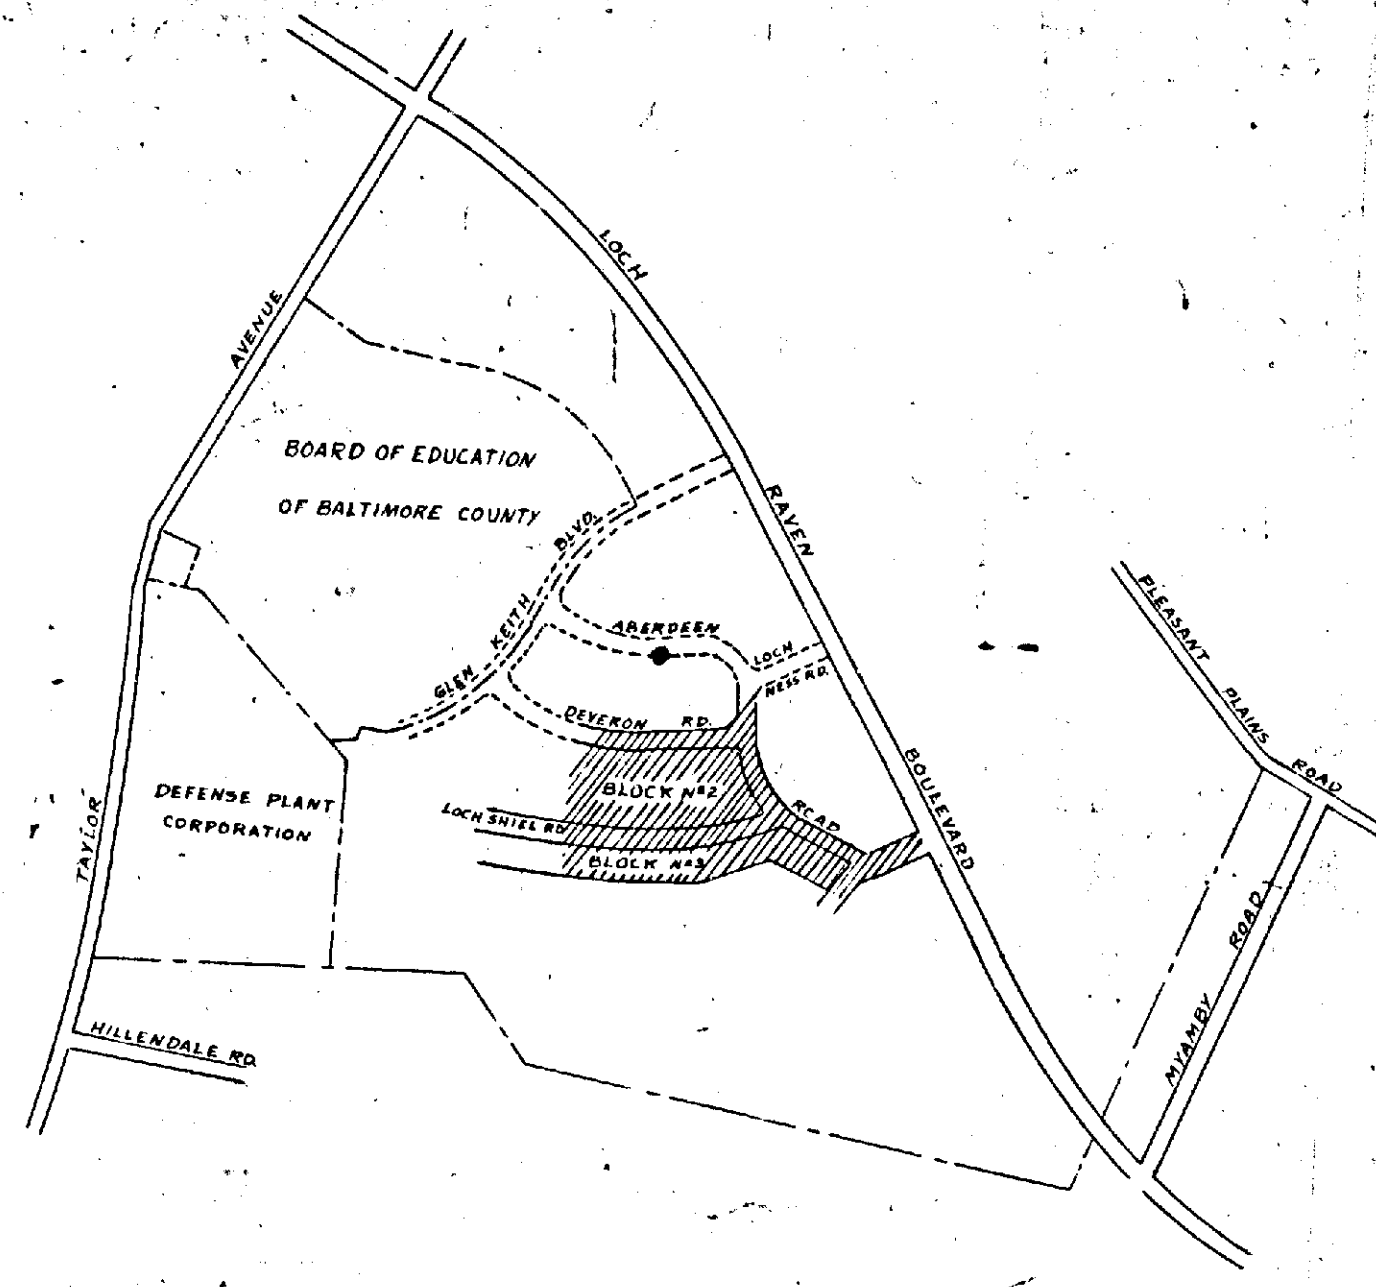 LOCH
AVENUE
BOARD OF EDUCATION
OF BALTIMORE COUNTY
RAVEN
BLVD.
KEITH
GLEN
ABERDEEN
LOCH
NESS RD.
PLEASANT
PLAINS
ROAD
DEVERON RD.
BLOCK Nº2
ROAD
BOULEVARD
DEFENSE PLANT
CORPORATION
LOCH SHIEL RD
BLOCK Nº3
TAYLOR
ROAD
MYAMBY
HILLENDALE RD.